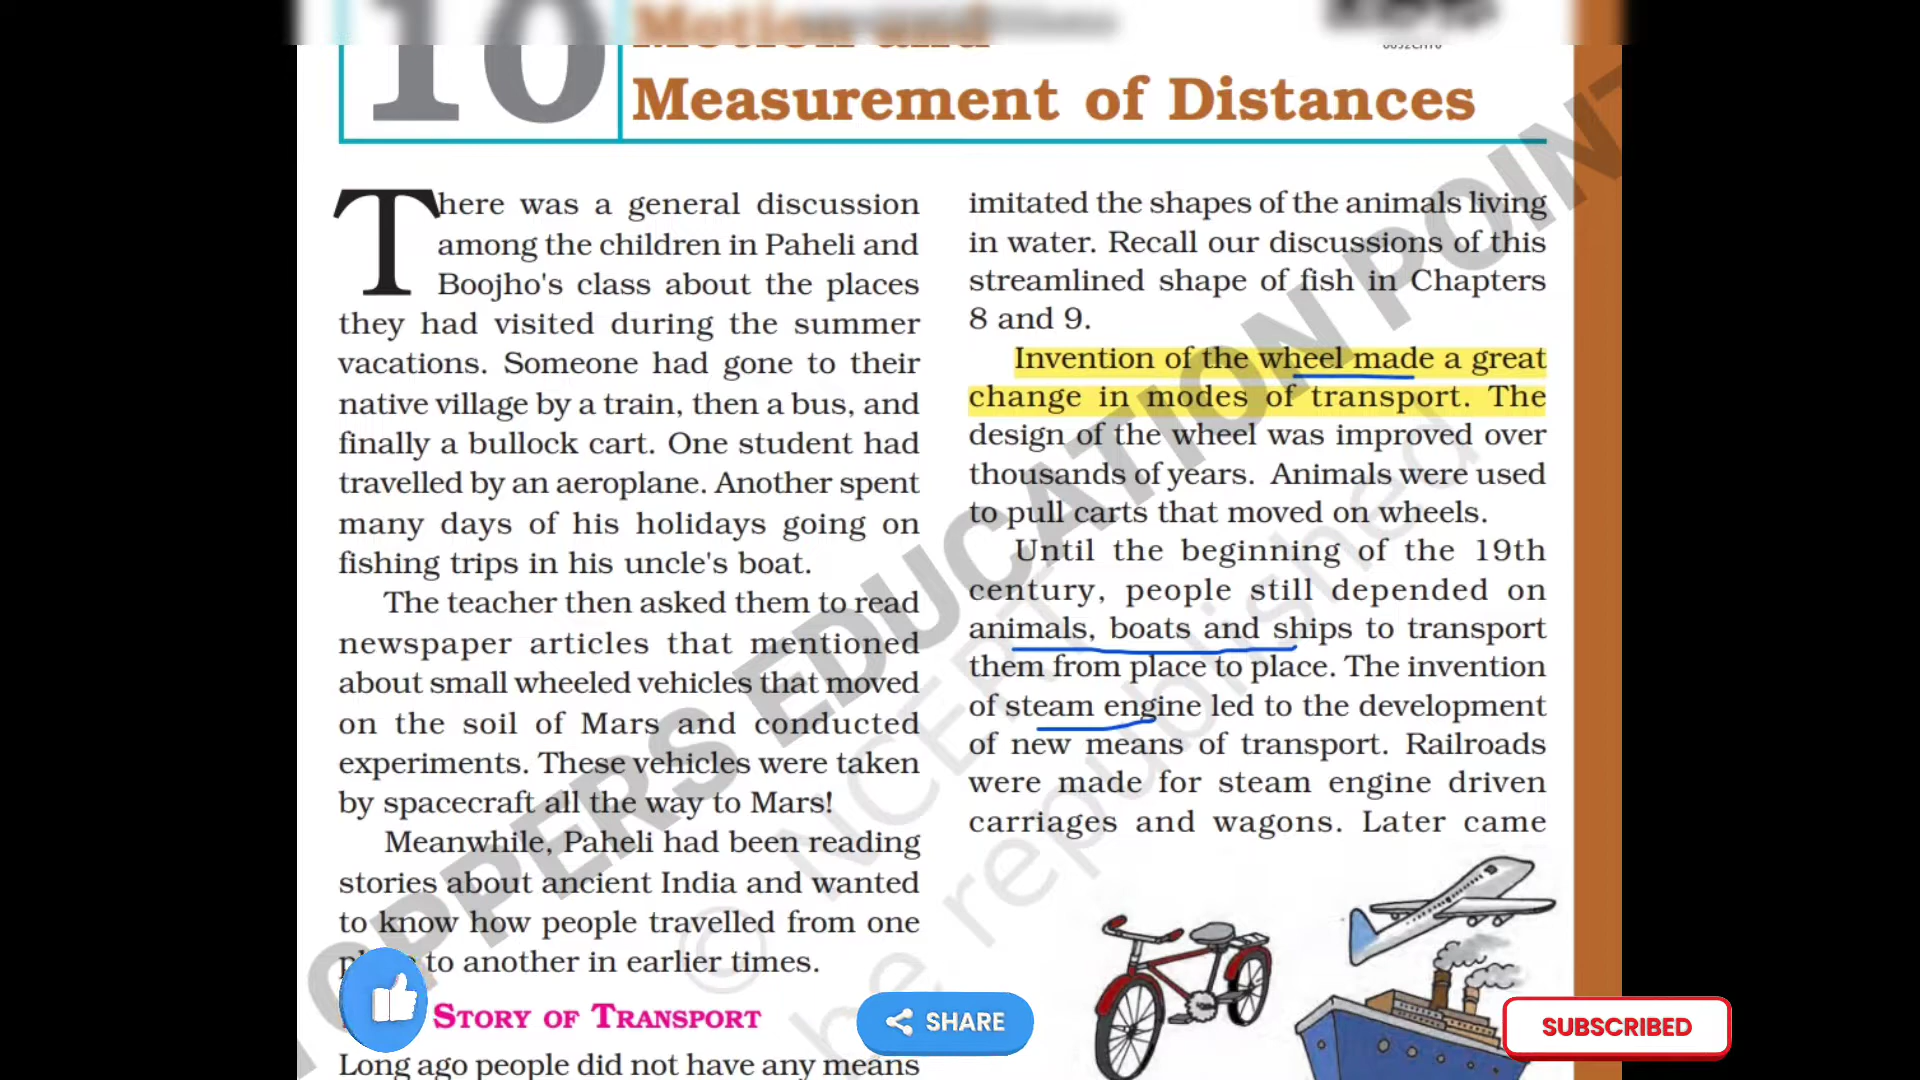 10
Motion and
Measurement of Distances
There was a general discussion
among the children in Paheli and
Boojho's class about the places
they had visited during the summer
vacations. Someone had gone to their
native village by a train, then a bus, and
finally a bullock cart. One student had
travelled by an aeroplane. Another spent
many days of his holidays going on
fishing trips in his uncle's boat.
The teacher then asked them to read
newspaper articles that mentioned
about small wheeled vehicles that moved
on the soil of Mars and conducted
experiments. These vehicles were taken
by spacecraft all the way to Mars!
Meanwhile, Paheli had been reading
stories about ancient India and wanted
to know how people travelled from one
to another in earlier times.
STORY OF TRANSPORT
Long ago people did not have any means
imitated the shapes of the animals living
in water. Recall our discussions of this
streamlined shape of fish in Chapters
8 and 9.
Invention of the wheel made a great
change in modes of transport. The
design of the wheel was improved over
thousands of years. Animals were used
to pull carts that moved on wheels.
Until the beginning of the 19th
century, people still depended on
animals, boats and ships to transport
them from place to place. The invention
of steam engine led to the development
of new means of transport. Railroads
were made for steam engine driven
carriages and wagons. Later came
TOPPERS EDUCATION POINT
© NCERT
be republished
SHARE
SUBSCRIBED